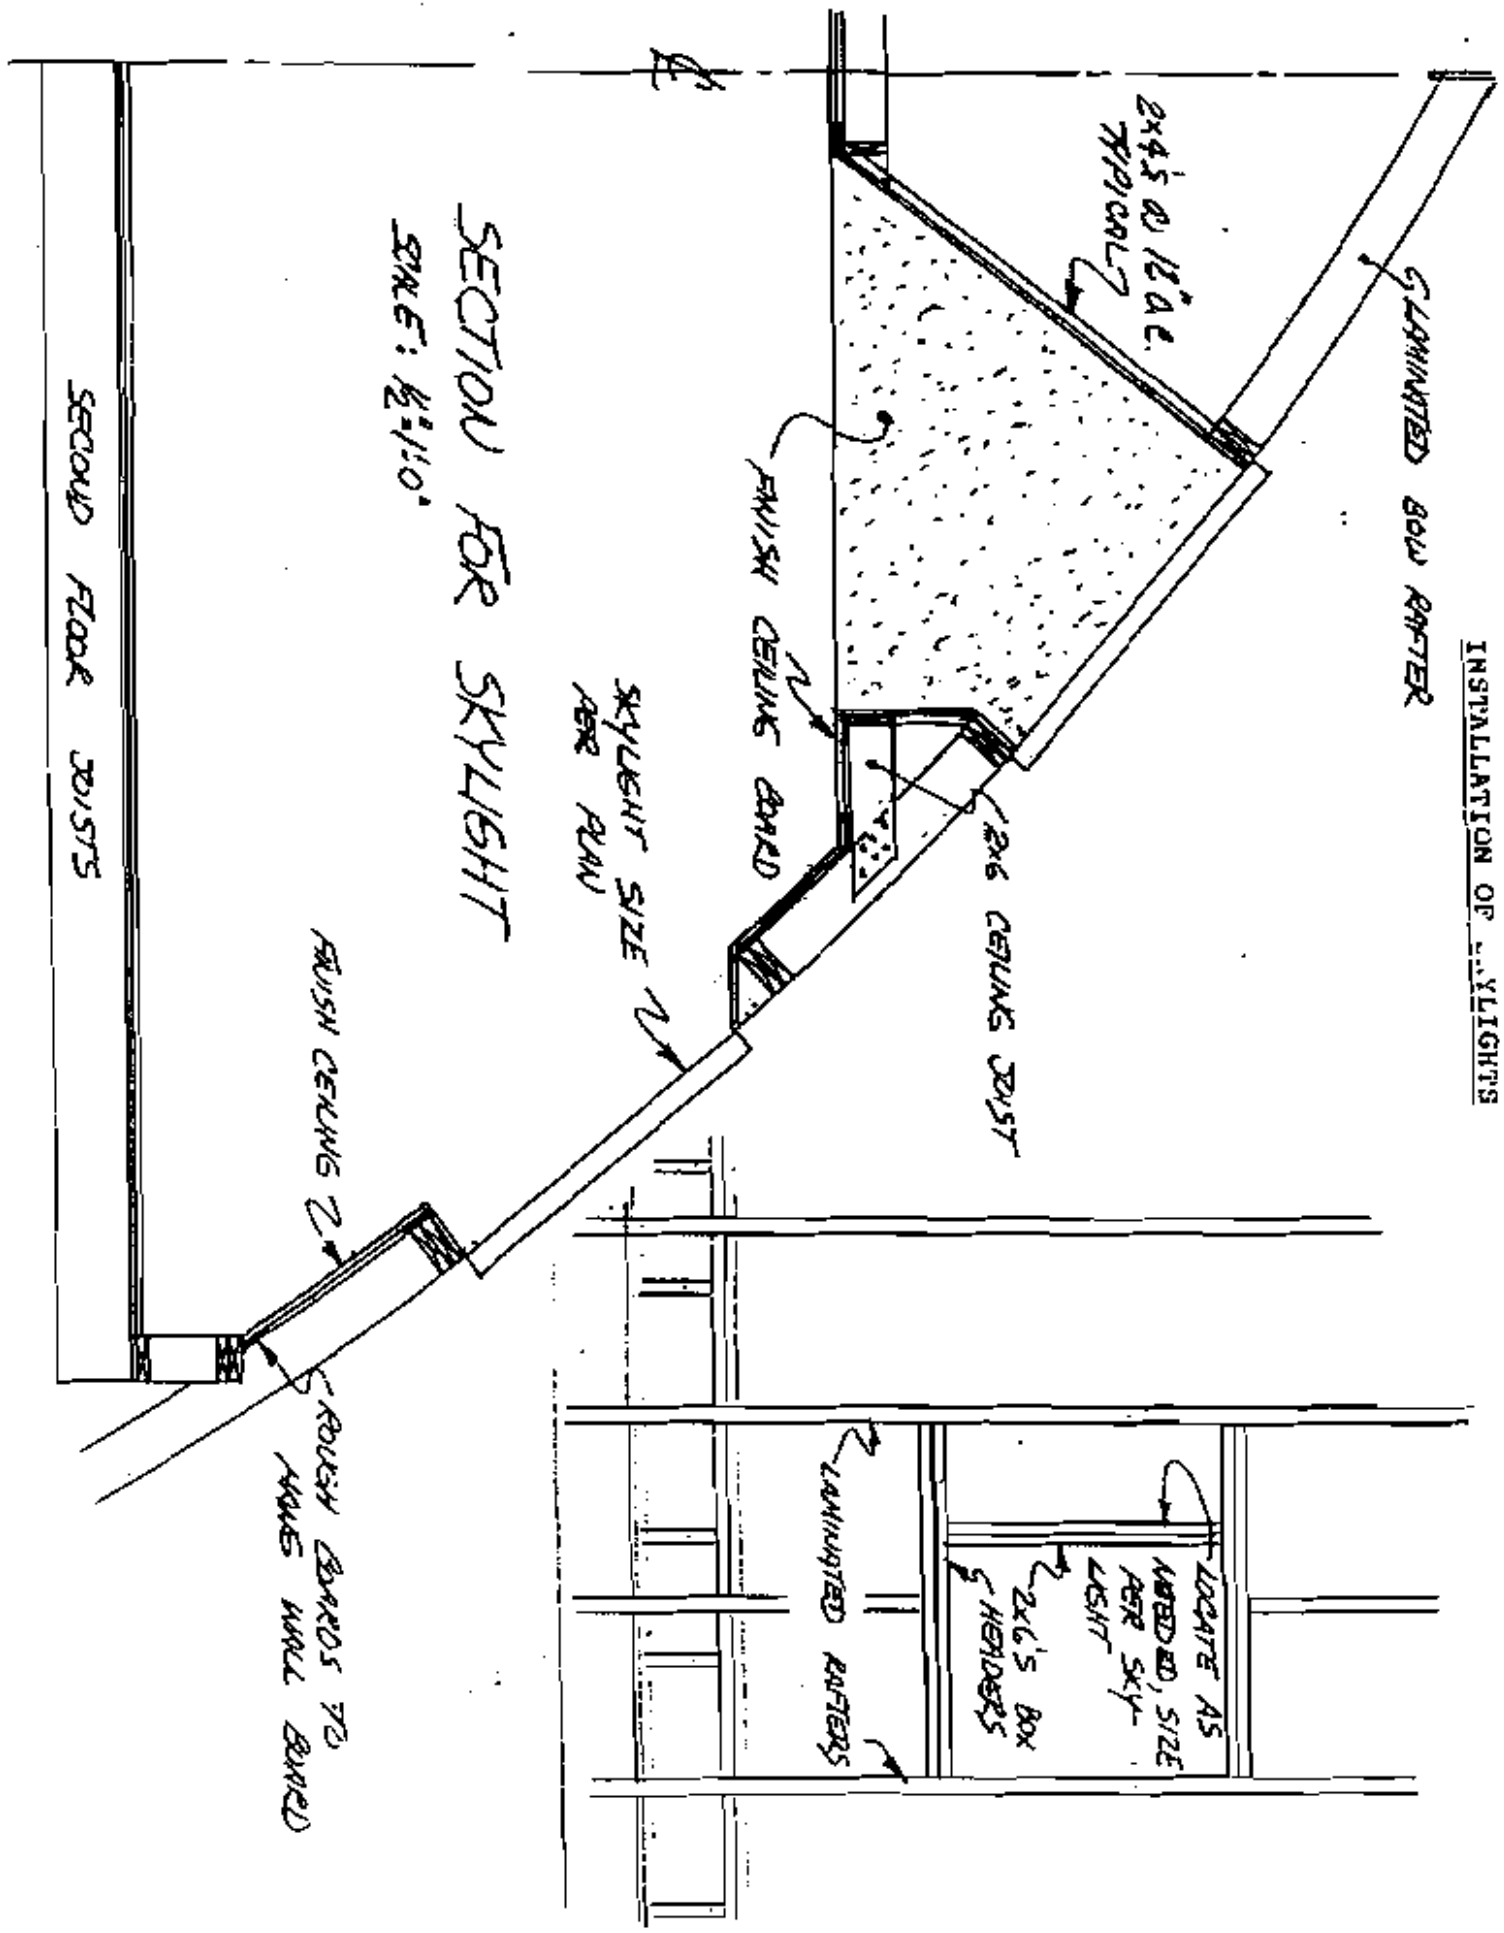 INSTALLATION OF ...YLIGHTS
LAMINATED BOW RAFTER
2x4's @ 16" O.C.
TYPICAL
2x6 CEILING JOIST
FINISH CEILING BOARD
SKYLIGHT SIZE
PER PLAN
SECTION FOR SKYLIGHT
SCALE: 1/2"=1'-0"
SECOND FLOOR JOISTS
FINISH CEILING
ROUGH BOARDS TO
WALL BOARD
LOCATE AS
NEEDED, SIZE
PER SKY-
LIGHT
2x6's BOX
HEADERS
LAMINATED RAFTERS